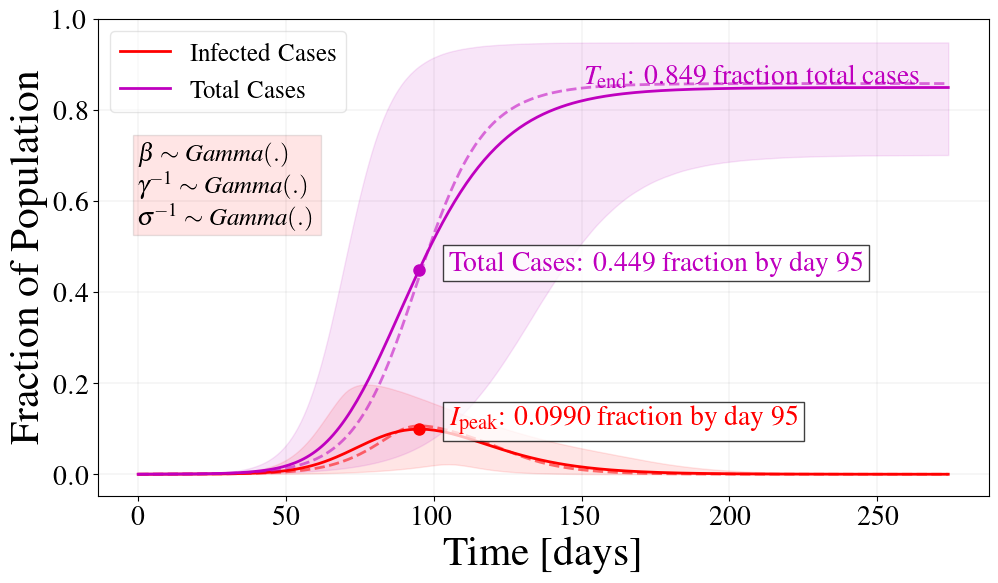 1.0
0.8
0.6
0.4
0.2
0.0
Fraction of Population
Infected Cases
Total Cases
β ∼ Gamma(.)
γ⁻¹ ∼ Gamma(.)
σ⁻¹ ∼ Gamma(.)
T_end: 0.849 fraction total cases
Total Cases: 0.449 fraction by day 95
I_peak: 0.0990 fraction by day 95
0 50 100 150 200 250
Time [days]